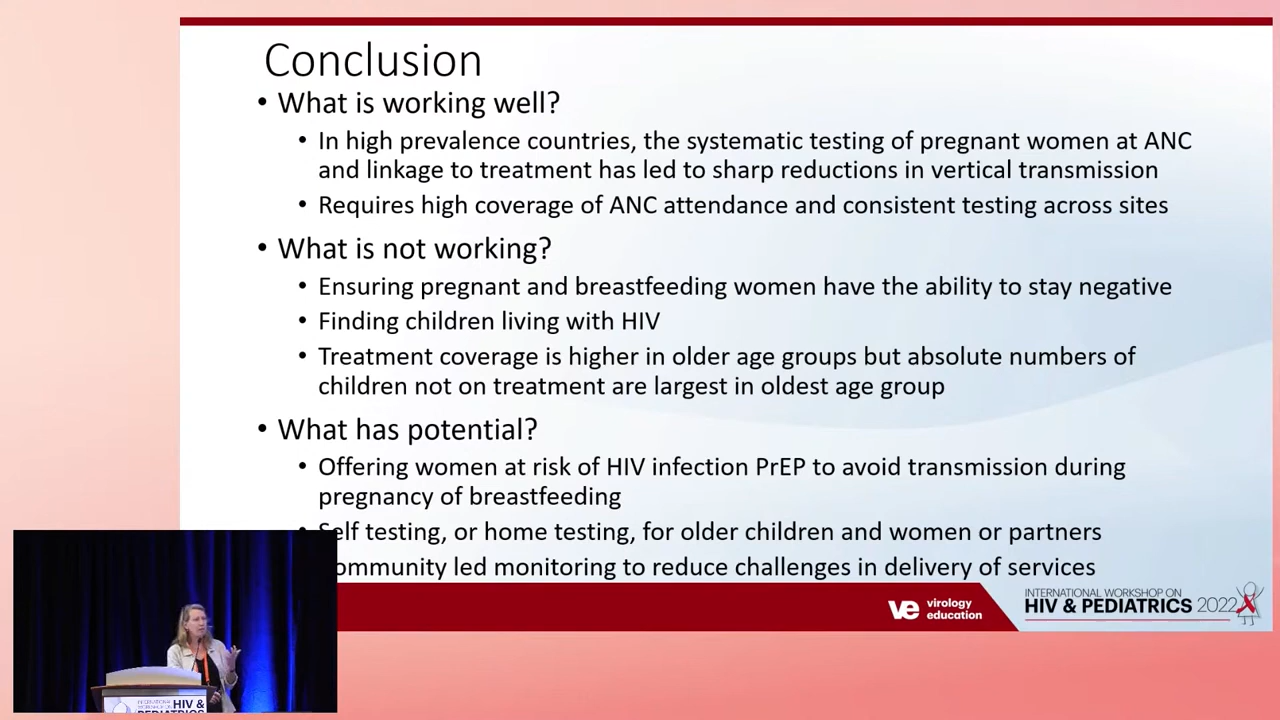 Conclusion
• What is working well?
• In high prevalence countries, the systematic testing of pregnant women at ANC
and linkage to treatment has led to sharp reductions in vertical transmission
• Requires high coverage of ANC attendance and consistent testing across sites
• What is not working?
• Ensuring pregnant and breastfeeding women have the ability to stay negative
• Finding children living with HIV
• Treatment coverage is higher in older age groups but absolute numbers of
children not on treatment are largest in oldest age group
• What has potential?
• Offering women at risk of HIV infection PrEP to avoid transmission during
pregnancy of breastfeeding
• Self testing, or home testing, for older children and women or partners
ommunity led monitoring to reduce challenges in delivery of services
ve virology
education
INTERNATIONAL WORKSHOP ON
HIV & PEDIATRICS 2022
HIV &
PEDIATRICS